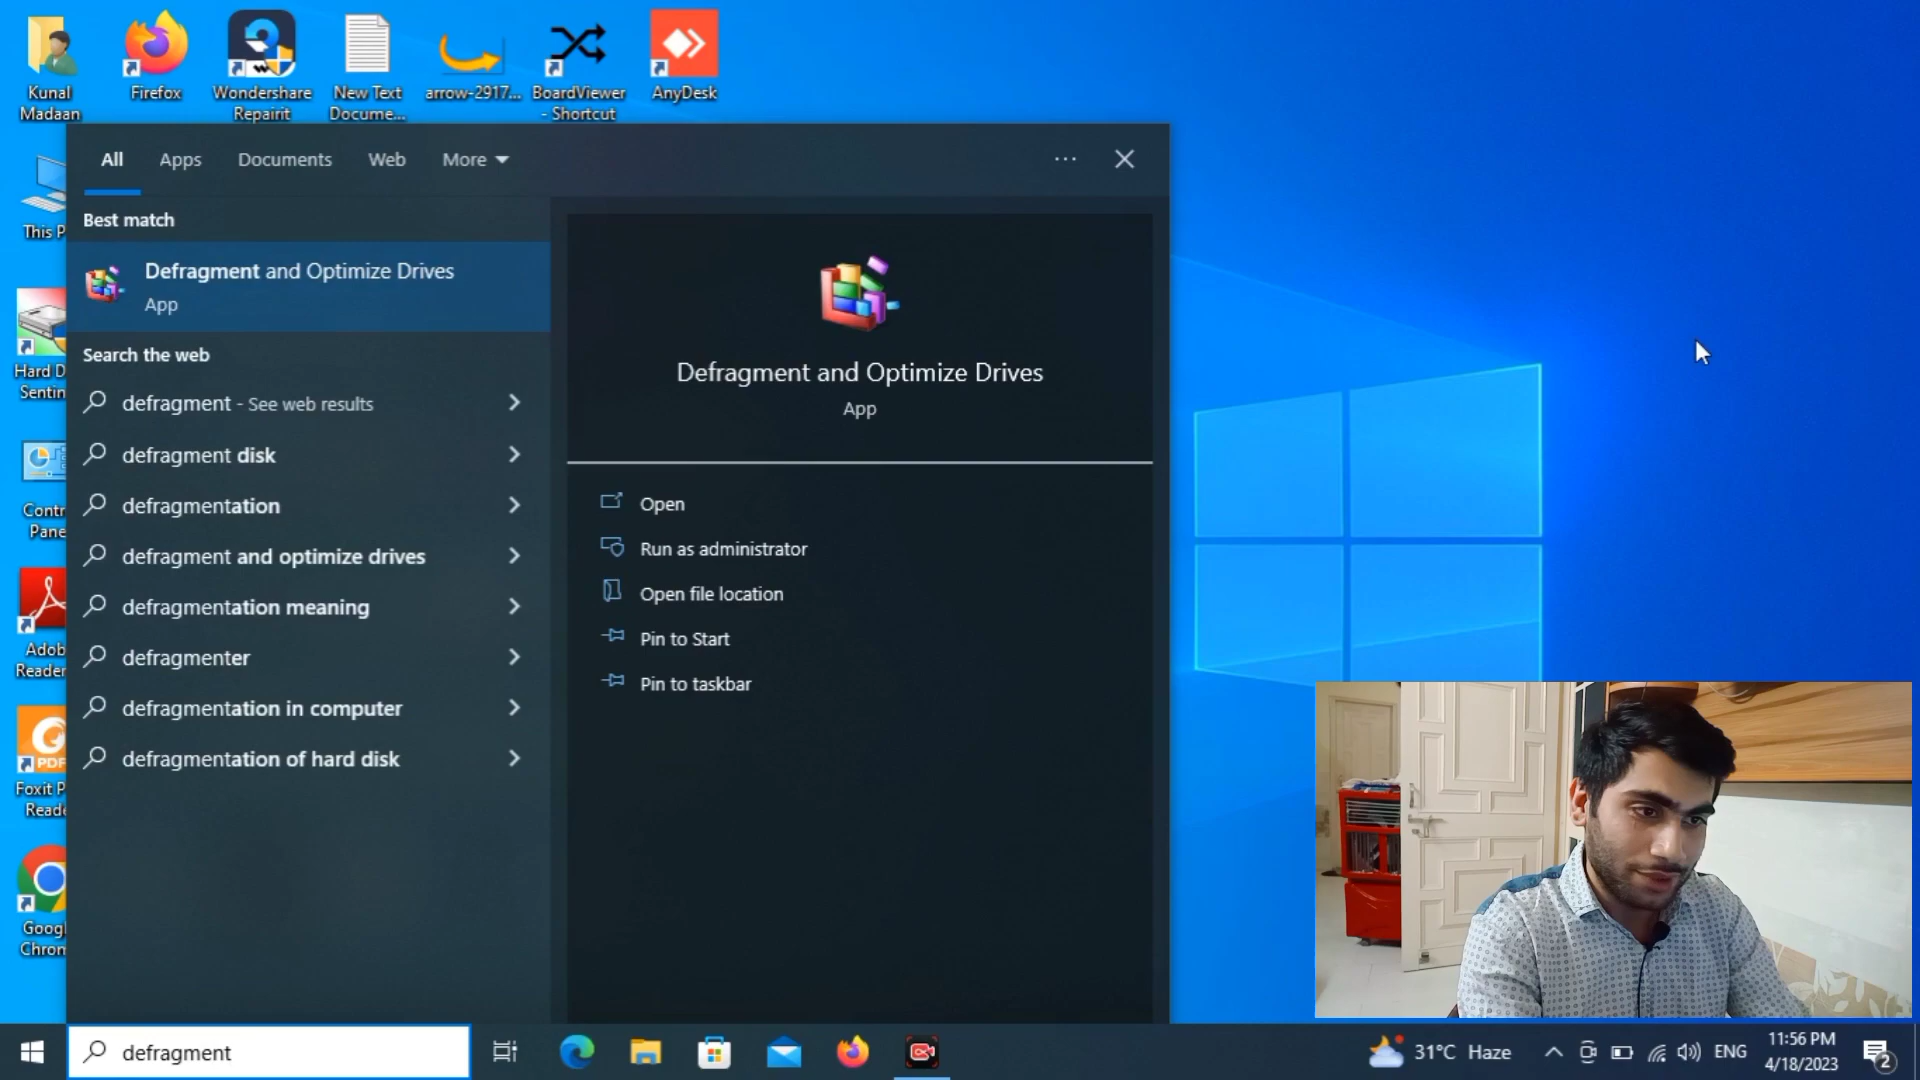 Kunal
Madaan
Firefox
Wondershare
Repairit
New Text
Docume...
arrow-2917...
BoardViewer
- Shortcut
AnyDesk
This P
Hard D
Sentin
Contr
Pane
Adob
Reader
PDF
Foxit P
Reade
Googl
Chrom
All
Apps
Documents
Web
More
Best match
Defragment and Optimize Drives
App
Search the web
defragment - See web results
defragment disk
defragmentation
defragment and optimize drives
defragmentation meaning
defragmenter
defragmentation in computer
defragmentation of hard disk
Defragment and Optimize Drives
App
Open
Run as administrator
Open file location
Pin to Start
Pin to taskbar
defragment
31°C Haze
ENG
11:56 PM
4/18/2023
2